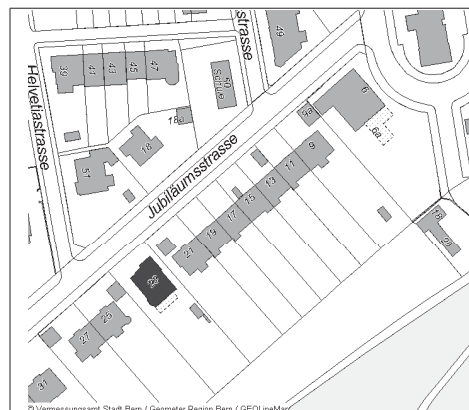 strasse
49
Helvetiastrasse
39
41
43
45
47
50
Schule
18a
18
51
Jubiläumsstrasse
6
6a
9a
9
11
13
15
17
19
21
23
25
27
31
© Vermessungsamt Stadt Bern / Geometer Region Bern / GEOLineMap